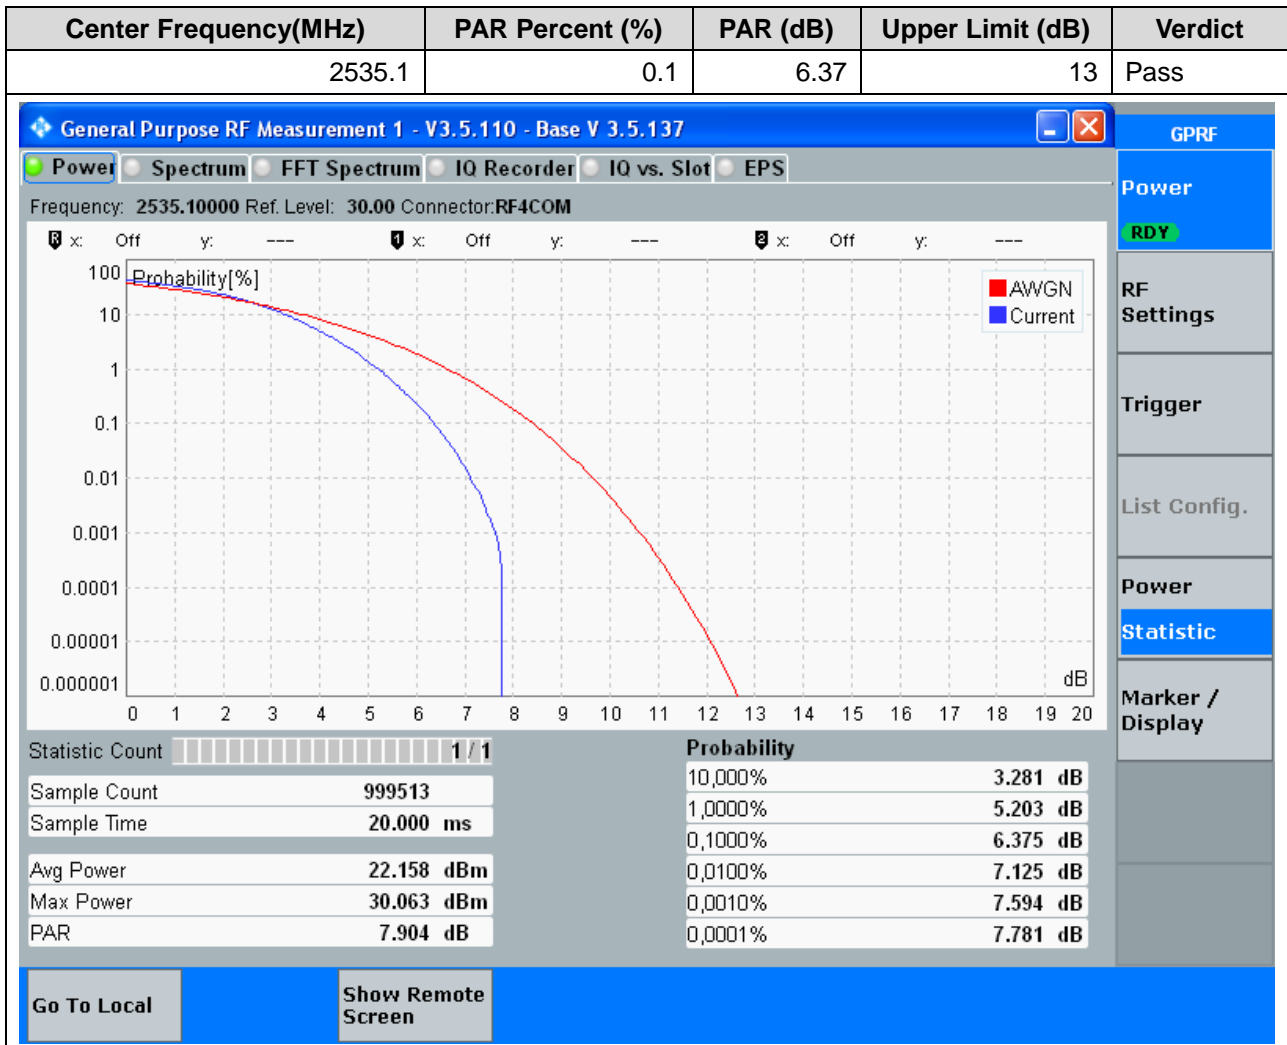 Center Frequency(MHz) PAR Percent (%) PAR (dB) Upper Limit (dB) Verdict
2535.1 0.1 6.37 13 Pass
General Purpose RF Measurement 1 - V3.5.110 - Base V 3.5.137
GPRF
Power Spectrum FFT Spectrum IQ Recorder IQ vs. Slot EPS
Power
RDY
Frequency: 2535.10000 Ref. Level: 30.00 Connector:RF4COM
R x: Off y: --- 1 x: Off y: --- 2 x: Off y: ---
100 Probability[%]
AWGN
Current
10
1
0.1
0.01
0.001
0.0001
0.00001
0.000001
dB
0 1 2 3 4 5 6 7 8 9 10 11 12 13 14 15 16 17 18 19 20
RF
Settings
Trigger
List Config.
Power
Statistic
Marker /
Display
Statistic Count 1 / 1
Sample Count 999513
Sample Time 20.000 ms
Avg Power 22.158 dBm
Max Power 30.063 dBm
PAR 7.904 dB
Probability
10,000% 3.281 dB
1,0000% 5.203 dB
0,1000% 6.375 dB
0,0100% 7.125 dB
0,0010% 7.594 dB
0,0001% 7.781 dB
Go To Local
Show Remote
Screen